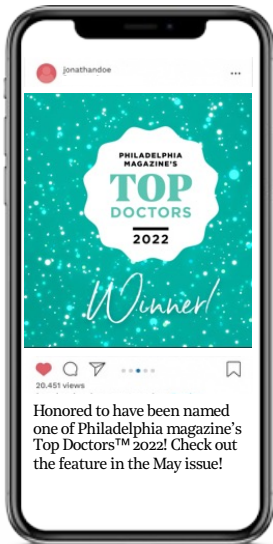 jonathandoe
PHILADELPHIA
MAGAZINE'S
TOP
DOCTORS
2022
Winner!
20.451 views
Honored to have been named
one of Philadelphia magazine’s
Top Doctors™ 2022! Check out
the feature in the May issue!